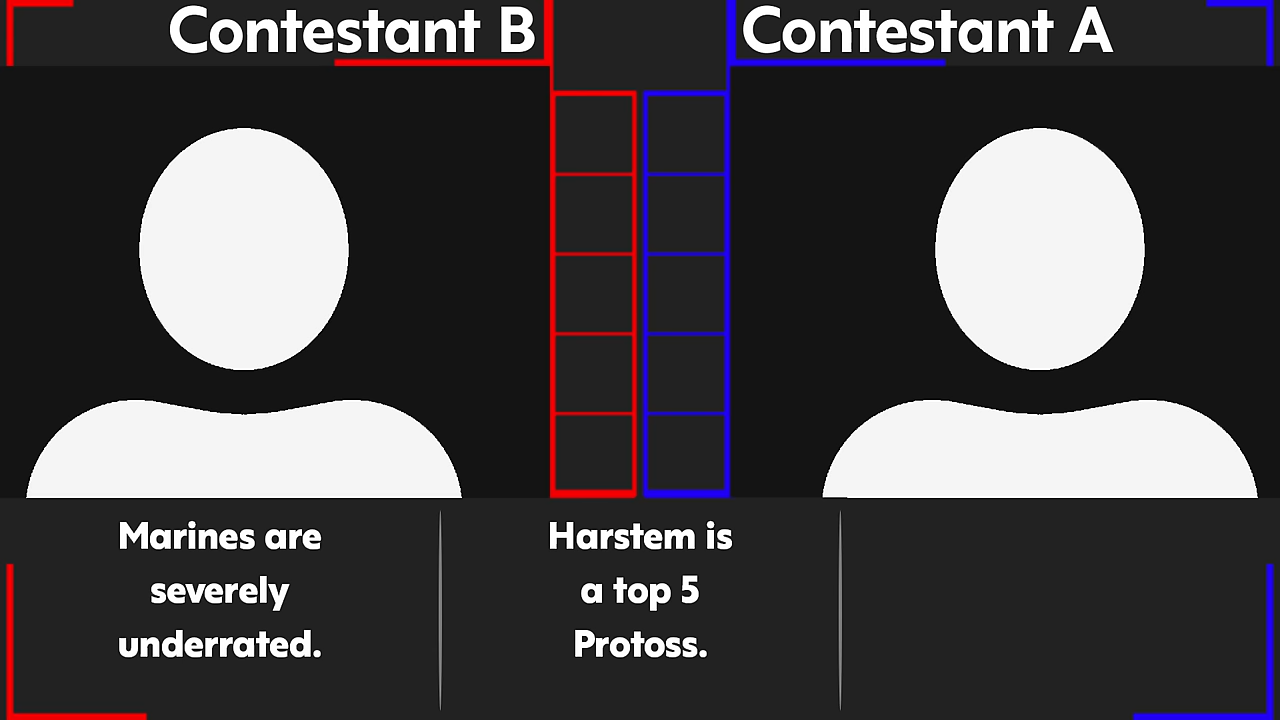 Contestant B
Contestant A
Marines are
severely
underrated.
Harstem is
a top 5
Protoss.